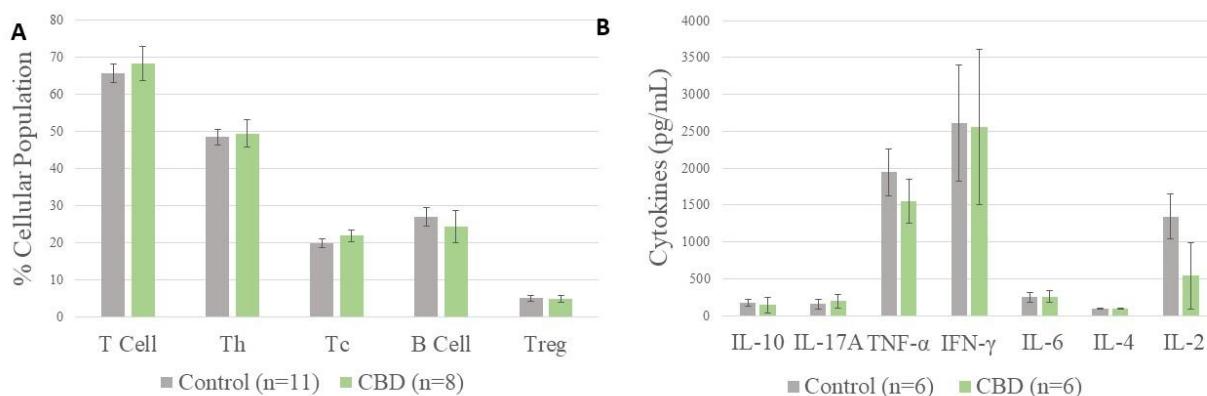 A
% Cellular Population
80
70
60
50
40
30
20
10
0
T Cell Th Tc B Cell Treg
Control (n=11) CBD (n=8)
B
Cytokines (pg/mL)
4000
3500
3000
2500
2000
1500
1000
500
0
IL-10 IL-17A TNF-α IFN-γ IL-6 IL-4 IL-2
Control (n=6) CBD (n=6)